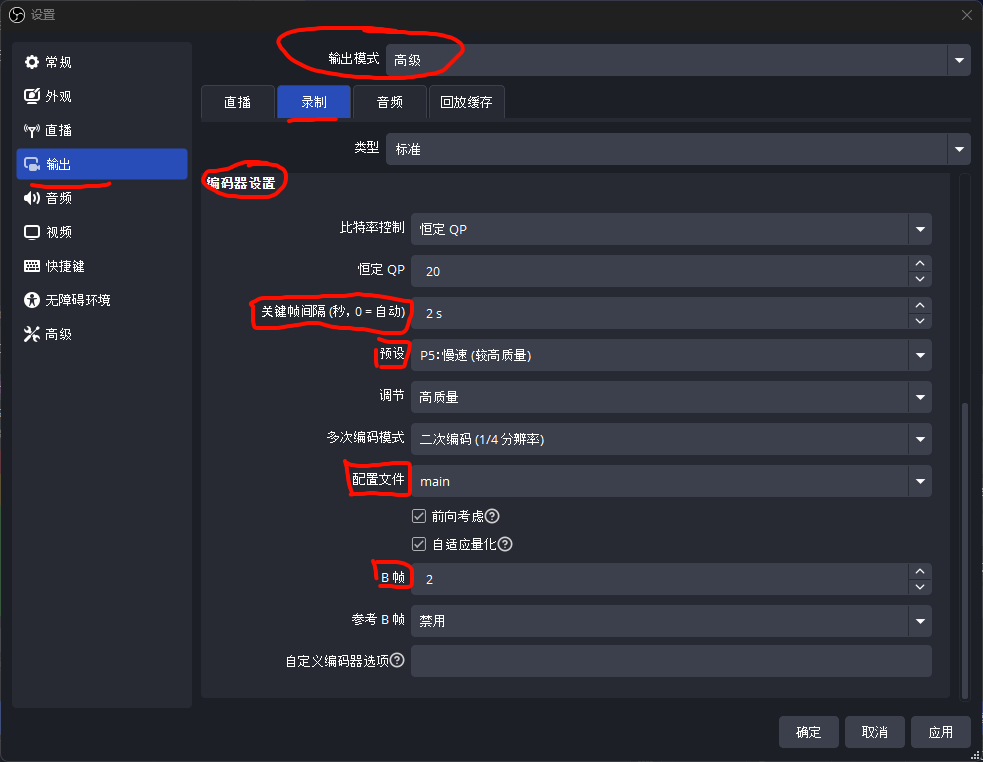 设置
常规
外观
直播
输出
音频
视频
快捷键
无障碍环境
高级
输出模式 高级
直播 录制 音频 回放缓存
类型 标准
编码器设置
比特率控制 恒定 QP
恒定 QP 20
关键帧间隔 (秒，0 = 自动) 2 s
预设 P5: 慢速 (较高质量)
调节 高质量
多次编码模式 二次编码 (1/4 分辨率)
配置文件 main
前向考虑
自适应量化
B 帧 2
参考 B 帧 禁用
自定义编码器选项
确定 取消 应用